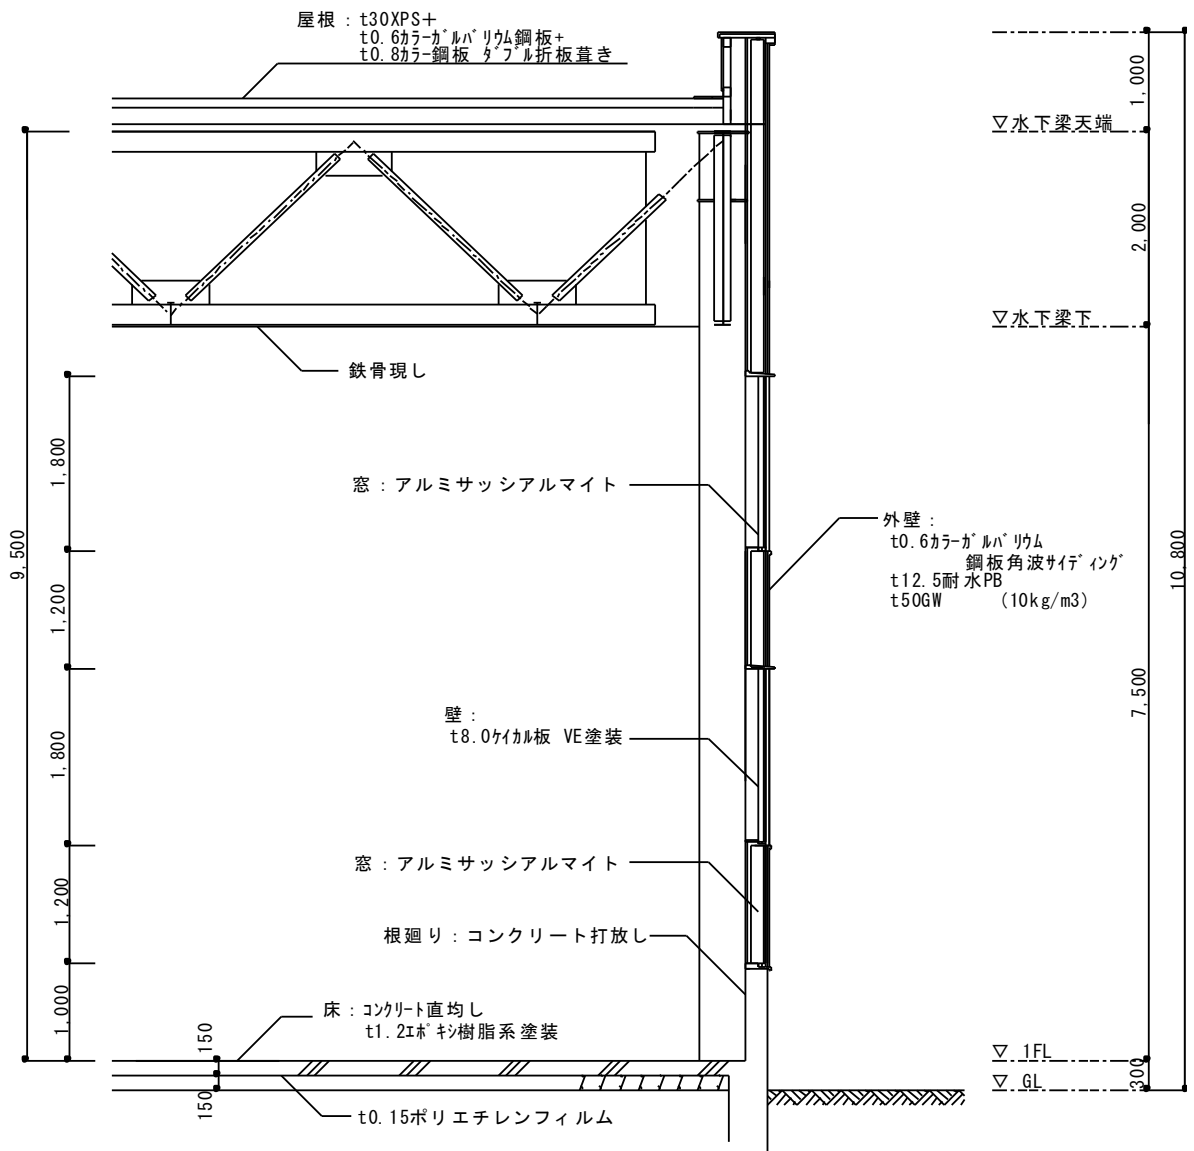 屋根：t30XPS+
t0.6ｶﾗｰｶﾞﾙﾊﾞﾘｳﾑ鋼板+
t0.8ｶﾗｰ鋼板 ﾀﾞﾌﾞﾙ折板葺き
1,000
▽水下梁天端
2,000
▽水下梁下
鉄骨現し
1,800
窓：アルミサッシアルマイト
外壁：
t0.6ｶﾗｰｶﾞﾙﾊﾞﾘｳﾑ
鋼板角波ｻｲﾃﾞｨﾝｸﾞ
t12.5耐水PB
t50GW （10kg/m3）
9,500
10,800
1,200
7,500
壁：
t8.0ｹｲｶﾙ板 VE塗装
1,800
窓：アルミサッシアルマイト
1,200
根廻り：コンクリート打放し
1,000
床：ｺﾝｸﾘｰﾄ直均し
t1.2ｴﾎﾟｷｼ樹脂系塗装
150
▽ 1FL
300
▽ GL
150
t0.15ポリエチレンフィルム